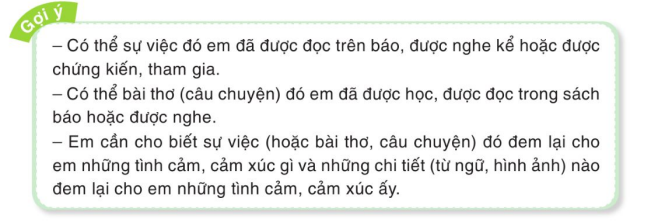 Gợi ý
– Có thể sự việc đó em đã được đọc trên báo, được nghe kể hoặc được
chứng kiến, tham gia.
– Có thể bài thơ (câu chuyện) đó em đã được học, được đọc trong sách
báo hoặc được nghe.
– Em cần cho biết sự việc (hoặc bài thơ, câu chuyện) đó đem lại cho
em những tình cảm, cảm xúc gì và những chi tiết (từ ngữ, hình ảnh) nào
đem lại cho em những tình cảm, cảm xúc ấy.